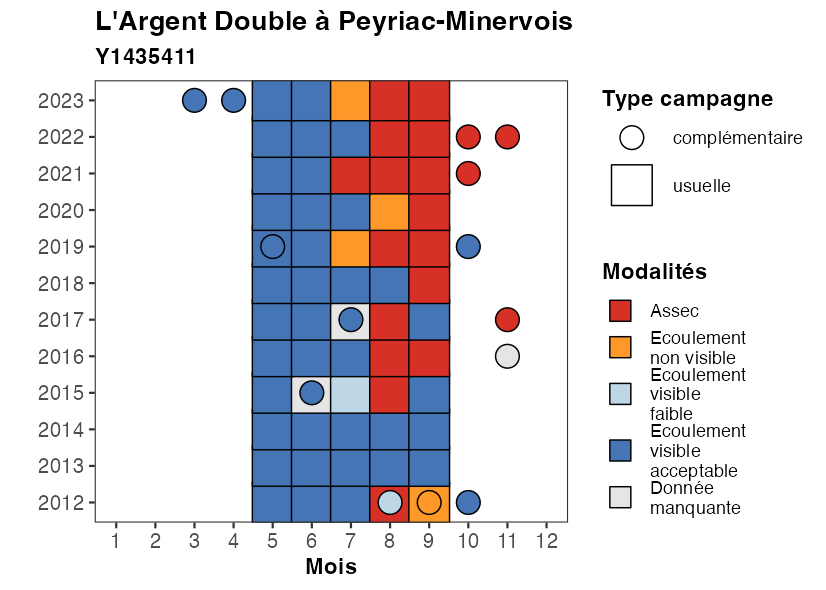 L'Argent Double à Peyriac-Minervois
Y1435411
2023
2022
2021
2020
2019
2018
2017
2016
2015
2014
2013
2012
1 2 3 4 5 6 7 8 9 10 11 12
Mois
Type campagne
complémentaire
usuelle
Modalités
Assec
Ecoulement
non visible
Ecoulement
visible
faible
Ecoulement
visible
acceptable
Donnée
manquante